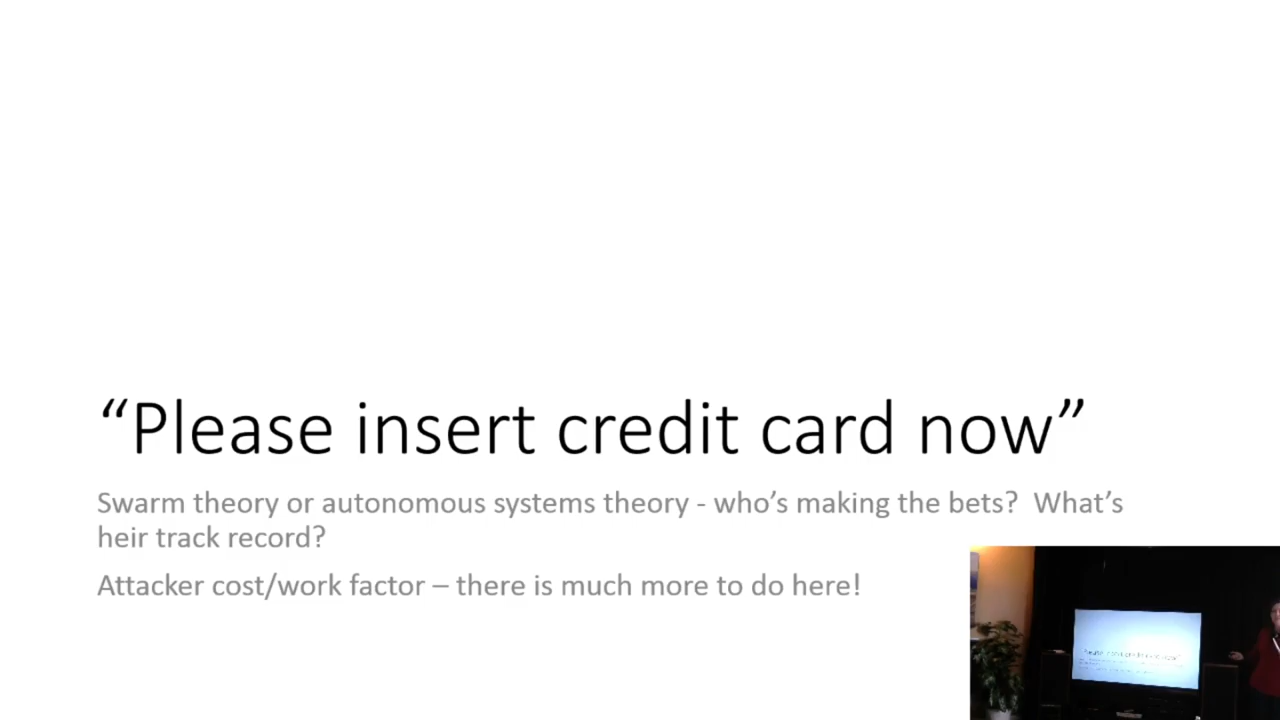 “Please insert credit card now”
Swarm theory or autonomous systems theory - who’s making the bets?  What’s
heir track record?
Attacker cost/work factor – there is much more to do here!